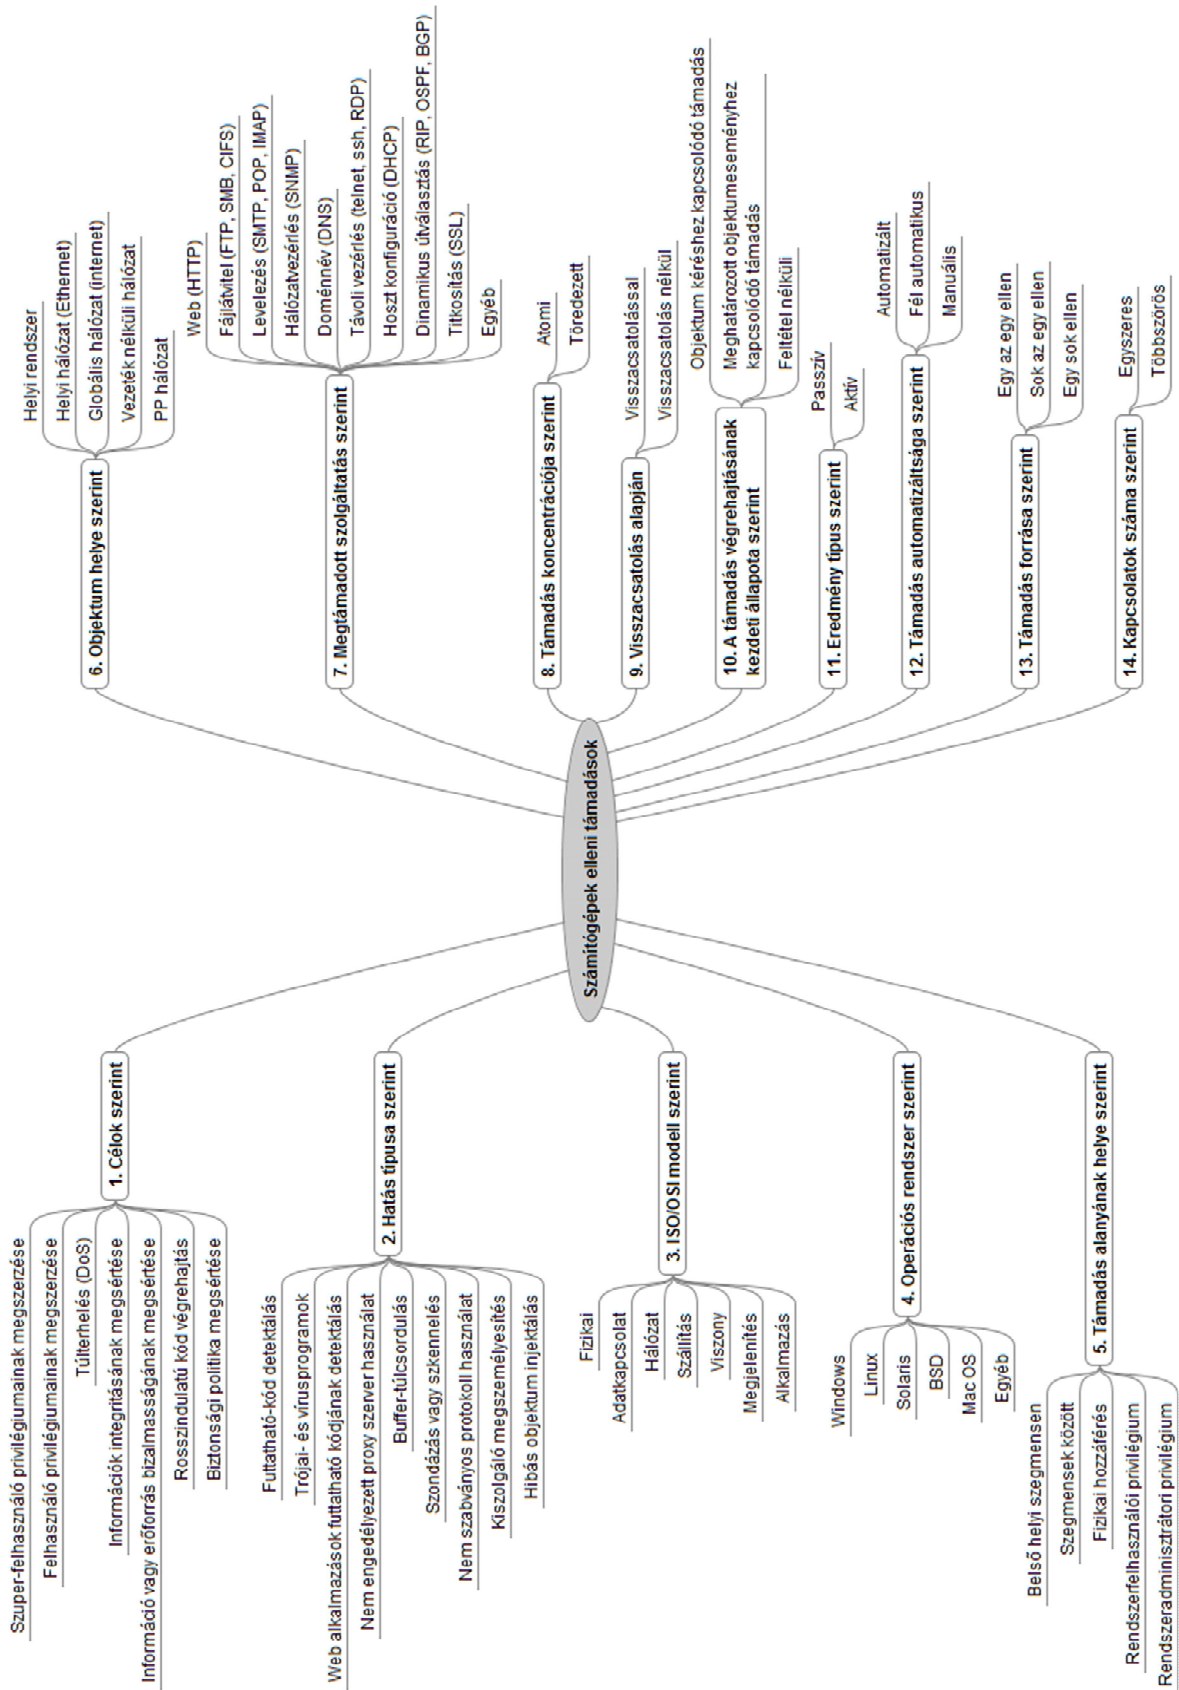 Számítógépek elleni támadások
1. Célok szerint
Szuper-felhasználó privilégiumainak megszerzése
Felhasználó privilégiumainak megszerzése
Túlterhelés (DoS)
Információk integritásának megsértése
Információ vagy erőforrás bizalmasságának megsértése
Rosszindulatú kód végrehajtás
Biztonsági politika megsértése
2. Hatás típusa szerint
Futtatható-kód detektálás
Trójai- és vírusprogramok
Web alkalmazások futtatható kódjának detektálás
Nem engedélyezett proxy szerver használat
Buffer-túlcsordulás
Szondázás vagy szkennelés
Nem szabványos protokoll használat
Kiszolgáló megszemélyesítés
Hibás objektum injektálás
3. ISO/OSI modell szerint
Fizikai
Adatkapcsolat
Hálózat
Szállítás
Viszony
Megjelenítés
Alkalmazás
4. Operációs rendszer szerint
Windows
Linux
Solaris
BSD
Mac OS
Egyéb
5. Támadás alanyának helye szerint
Belső helyi szegmensen
Szegmensek között
Fizikai hozzáférés
Rendszerfelhasználói privilégium
Rendszeradminisztrátori privilégium
6. Objektum helye szerint
Helyi rendszer
Helyi hálózat (Ethernet)
Globális hálózat (internet)
Vezeték nélküli hálózat
PP hálózat
7. Megtámadott szolgáltatás szerint
Web (HTTP)
Fájlátvitel (FTP, SMB, CIFS)
Levelezés (SMTP, POP, IMAP)
Hálózatvezérlés (SNMP)
Doménnév (DNS)
Távoli vezérlés (telnet, ssh, RDP)
Hoszt konfiguráció (DHCP)
Dinamikus útválasztás (RIP, OSPF, BGP)
Titkosítás (SSL)
Egyéb
8. Támadás koncentrációja szerint
Atomi
Töredezett
9. Visszacsatolás alapján
Visszacsatolással
Visszacsatolás nélkül
10. A támadás végrehajtásának
kezdeti állapota szerint
Objektum kéréshez kapcsolódó támadás
Meghatározott objektumeseményhez
kapcsolódó támadás
Feltétel nélküli
11. Eredmény típus szerint
Passzív
Aktív
12. Támadás automatizáltsága szerint
Automatizált
Fél automatikus
Manuális
13. Támadás forrása szerint
Egy az egy ellen
Sok az egy ellen
Egy sok ellen
14. Kapcsolatok száma szerint
Egyszeres
Többszörös